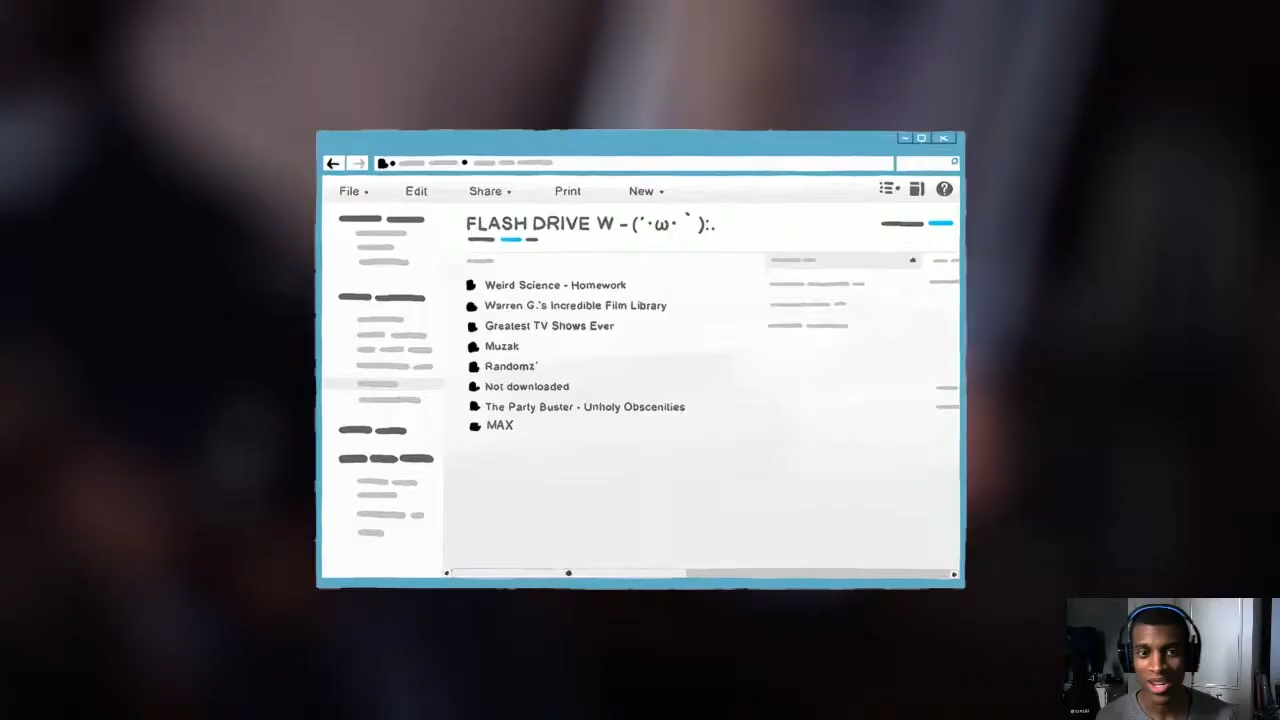 File Edit Share Print New
FLASH DRIVE W -(´･ω･｀):.
Weird Science - Homework
Warren G.'s Incredible Film Library
Greatest TV Shows Ever
Muzak
Randomz'
Not downloaded
The Party Buster - Unholy Obscenities
MAX